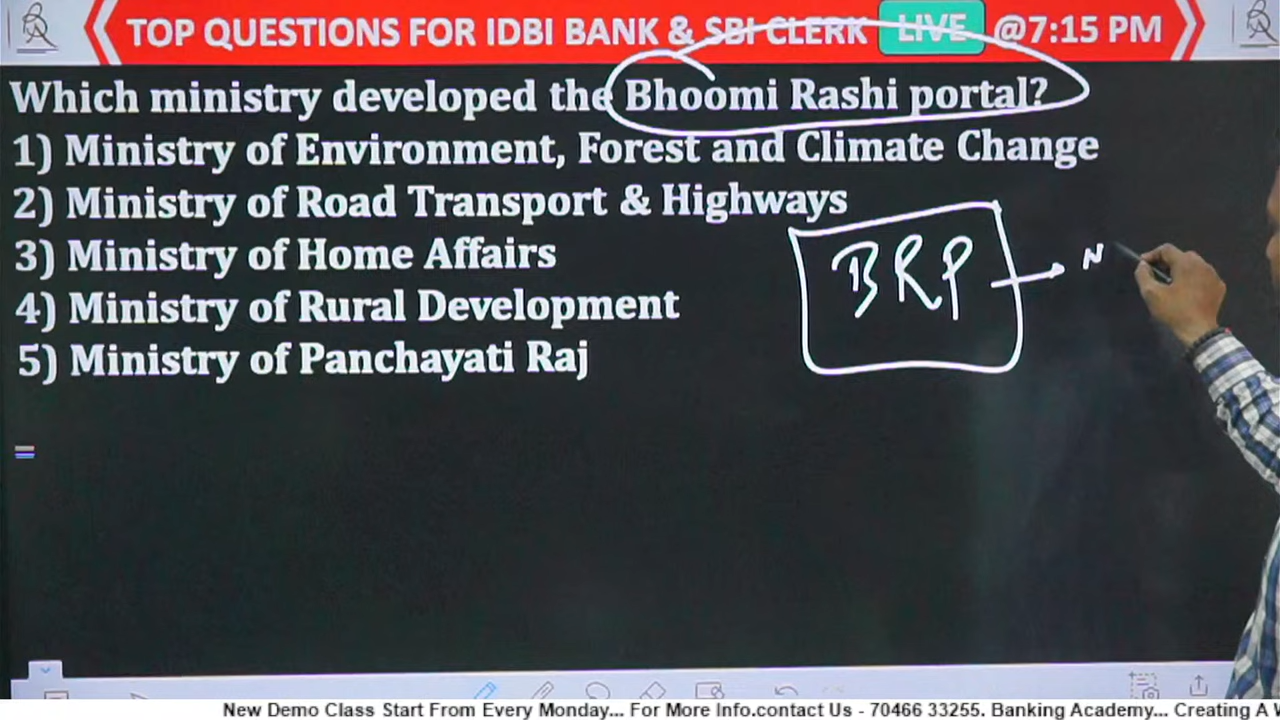 TOP QUESTIONS FOR IDBI BANK & SBI CLERK LIVE @7:15 PM
Which ministry developed the Bhoomi Rashi portal?
1) Ministry of Environment, Forest and Climate Change
2) Ministry of Road Transport & Highways
3) Ministry of Home Affairs
4) Ministry of Rural Development
5) Ministry of Panchayati Raj
BRP → N
New Demo Class Start From Every Monday... For More Info.contact Us - 70466 33255. Banking Academy... Creating A W